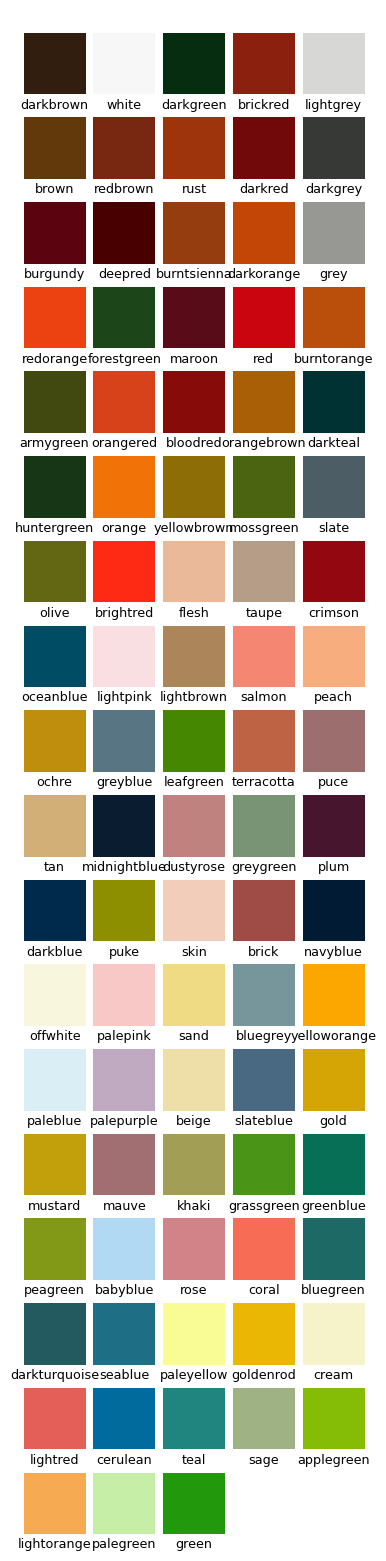 darkbrown white darkgreen brickred lightgrey
brown redbrown rust darkred darkgrey
burgundy deepred burntsienna darkorange grey
redorange forestgreen maroon red burntorange
armygreen orangered bloodred orangebrown darkteal
huntergreen orange yellowbrown mossgreen slate
olive brightred flesh taupe crimson
oceanblue lightpink lightbrown salmon peach
ochre greyblue leafgreen terracotta puce
tan midnightblue dustyrose greygreen plum
darkblue puke skin brick navyblue
offwhite palepink sand bluegrey yelloworange
paleblue palepurple beige slateblue gold
mustard mauve khaki grassgreen greenblue
peagreen babyblue rose coral bluegreen
darkturquoise seablue paleyellow goldenrod cream
lightred cerulean teal sage applegreen
lightorange palegreen green